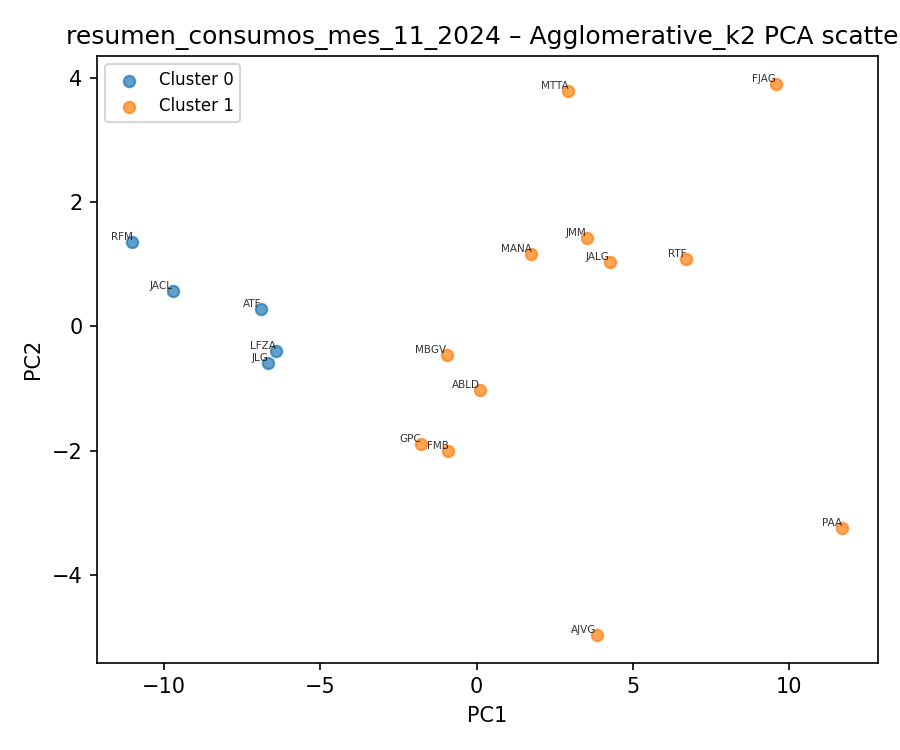 resumen_consumos_mes_11_2024 – Agglomerative_k2 PCA scatte
Cluster 0
Cluster 1
4
2
0
−2
−4
PC2
MTTA
FJAG
RFM
JMM
MANA
JALG
RTF
JACL
ATF
LFZA
JLG
MBGV
ABLD
GPC
FMB
PAA
AJVG
−10
−5
0
5
10
PC1